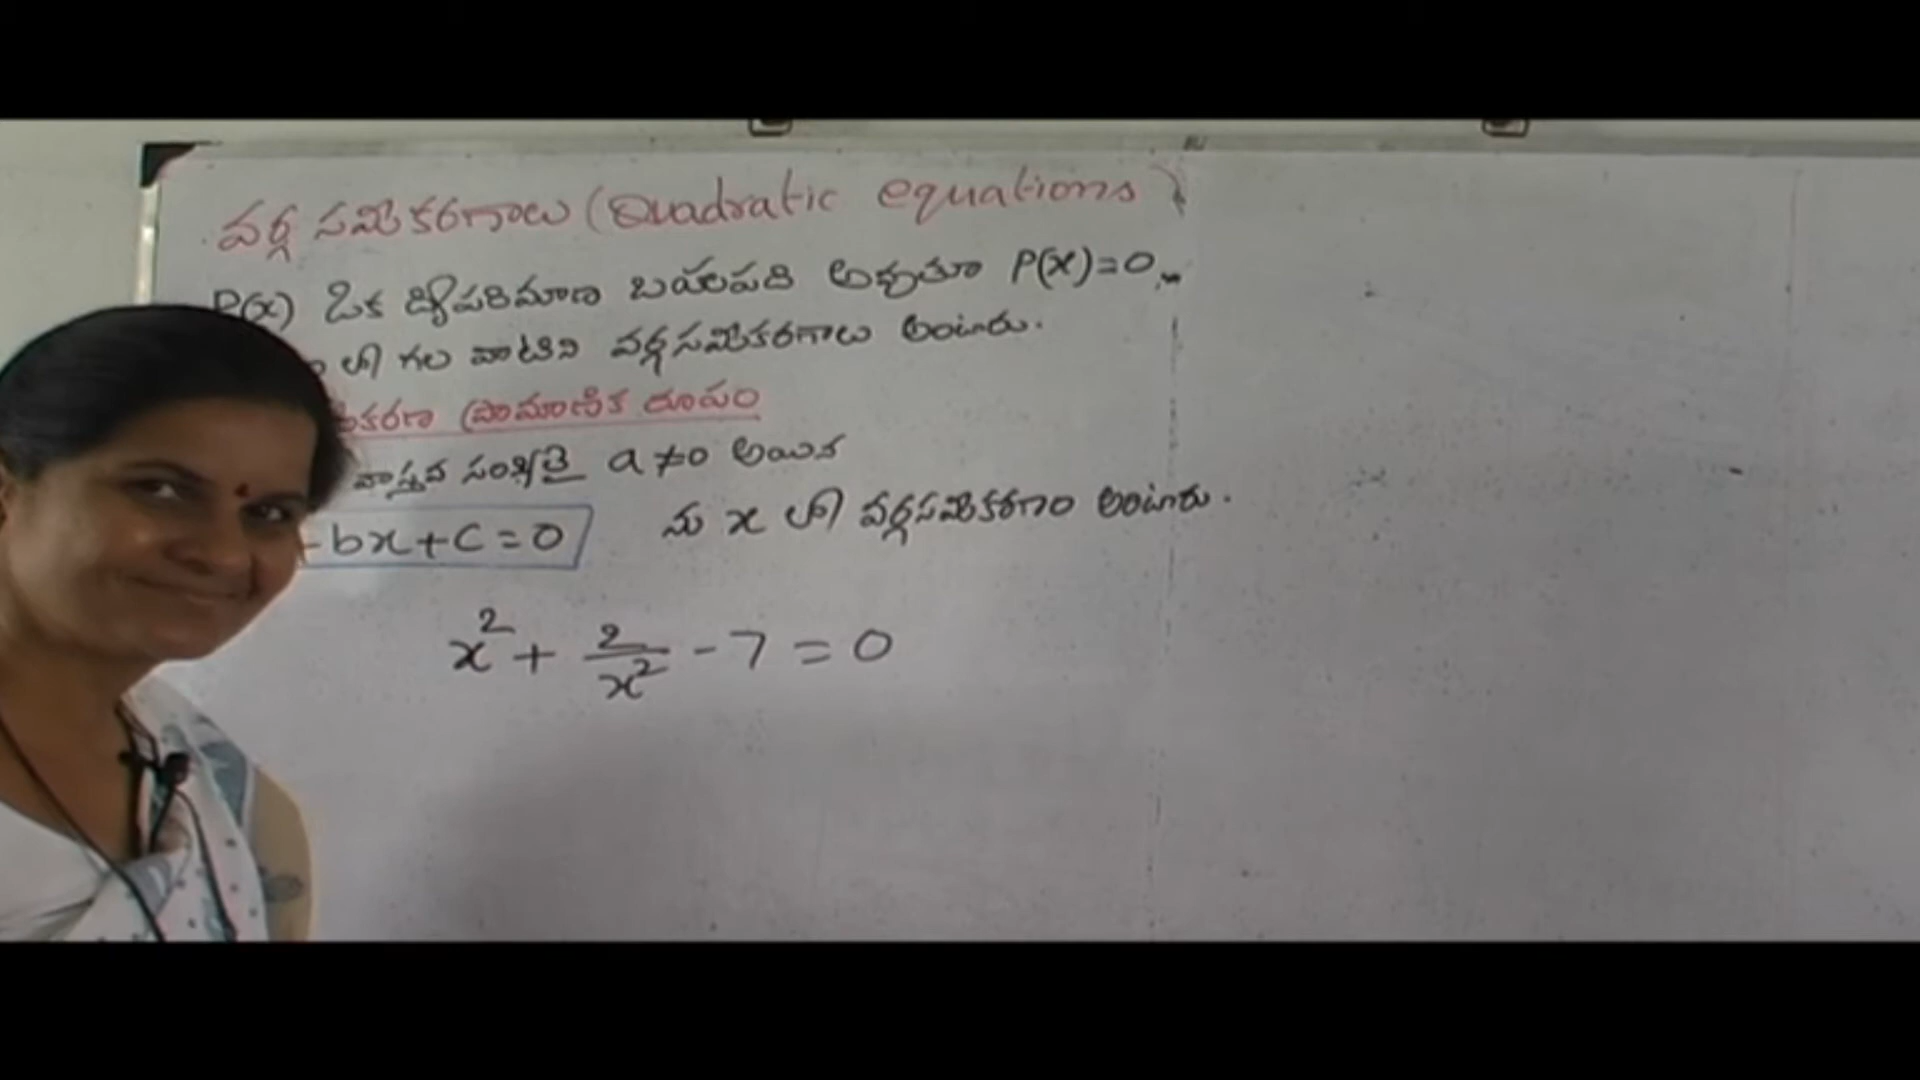 వర్గ సమీకరణాలు (Quadratic equations)
P(x) ఒక ద్విపరిమాణ బహుపది అవుతూ P(x)=0
లో గల వాటిని వర్గసమీకరణాలు అంటారు.
ప్రామాణిక రూపం
వాస్తవ సంఖ్యలై a≠0 అయిన
bx+c=0 ను x లో వర్గసమీకరణం అంటారు.
x² + 2/x² - 7 = 0